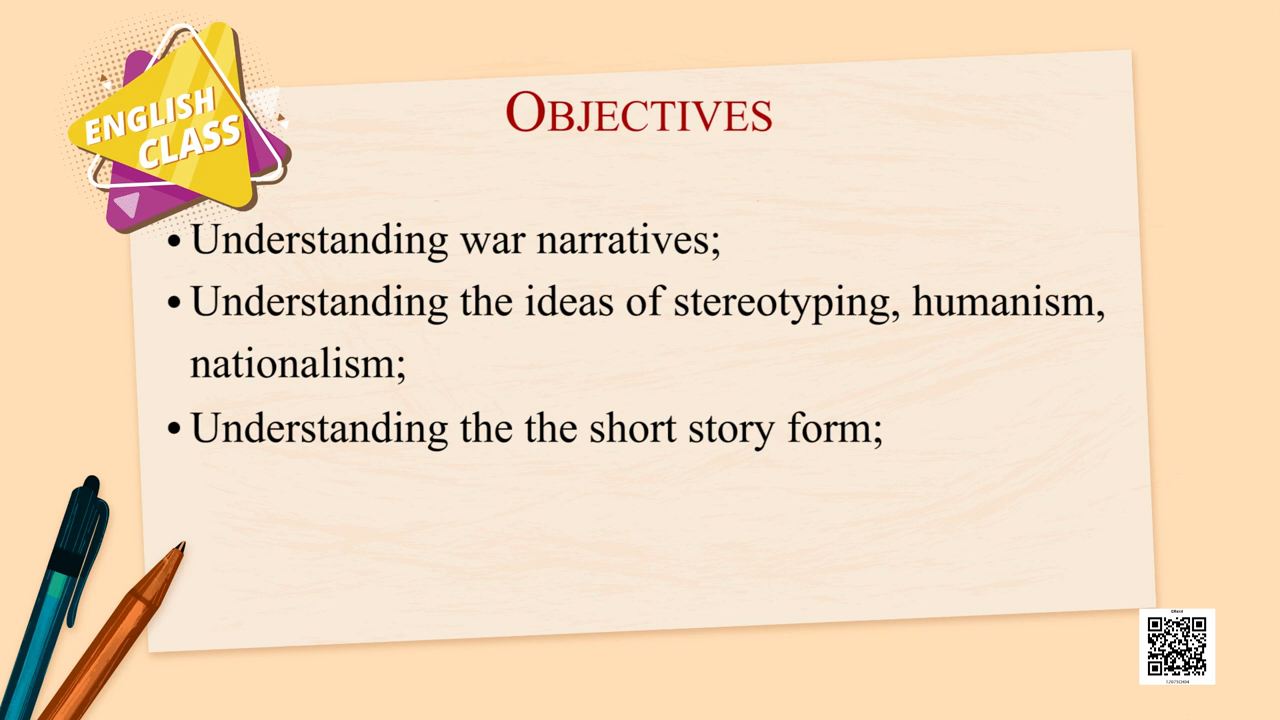 ENGLISH
CLASS
OBJECTIVES
• Understanding war narratives;
• Understanding the ideas of stereotyping, humanism,
nationalism;
• Understanding the the short story form;